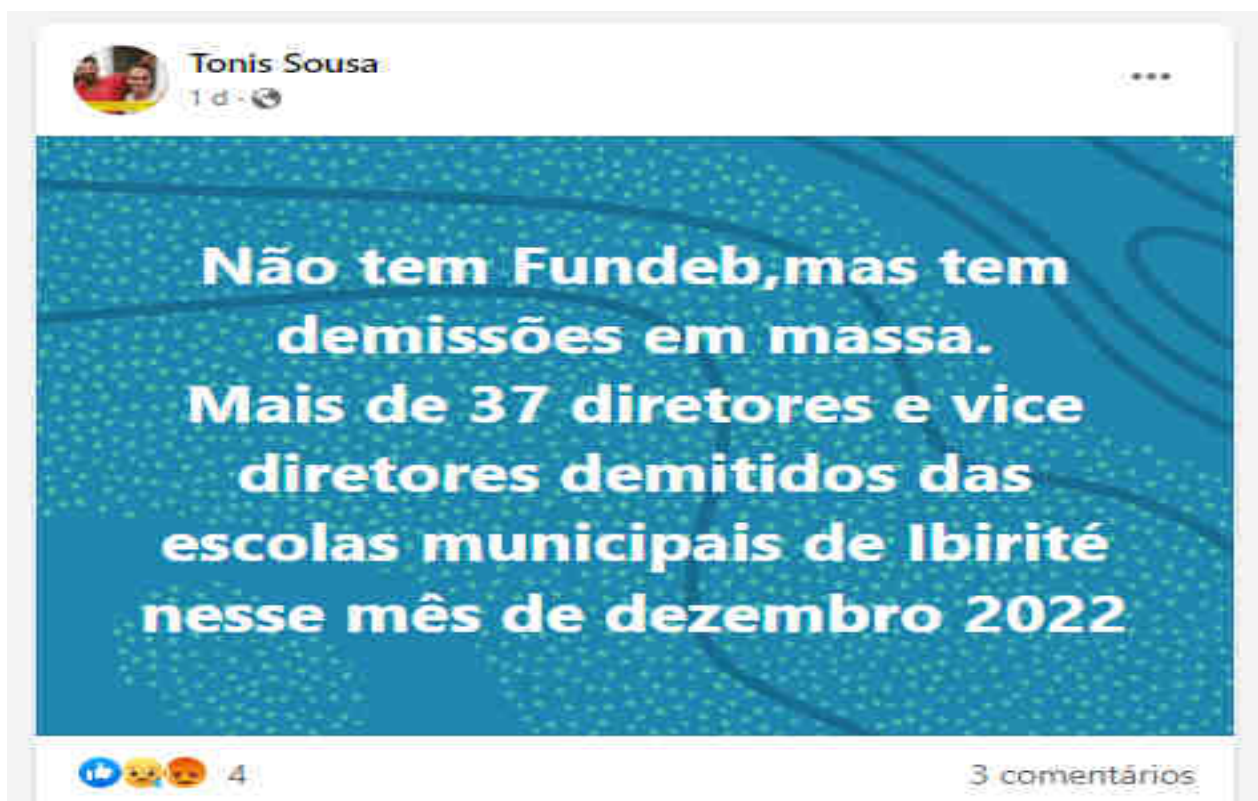 Tonis Sousa
1 d
Não tem Fundeb,mas tem
demissões em massa.
Mais de 37 diretores e vice
diretores demitidos das
escolas municipais de Ibirité
nesse mês de dezembro 2022
4 3 comentários